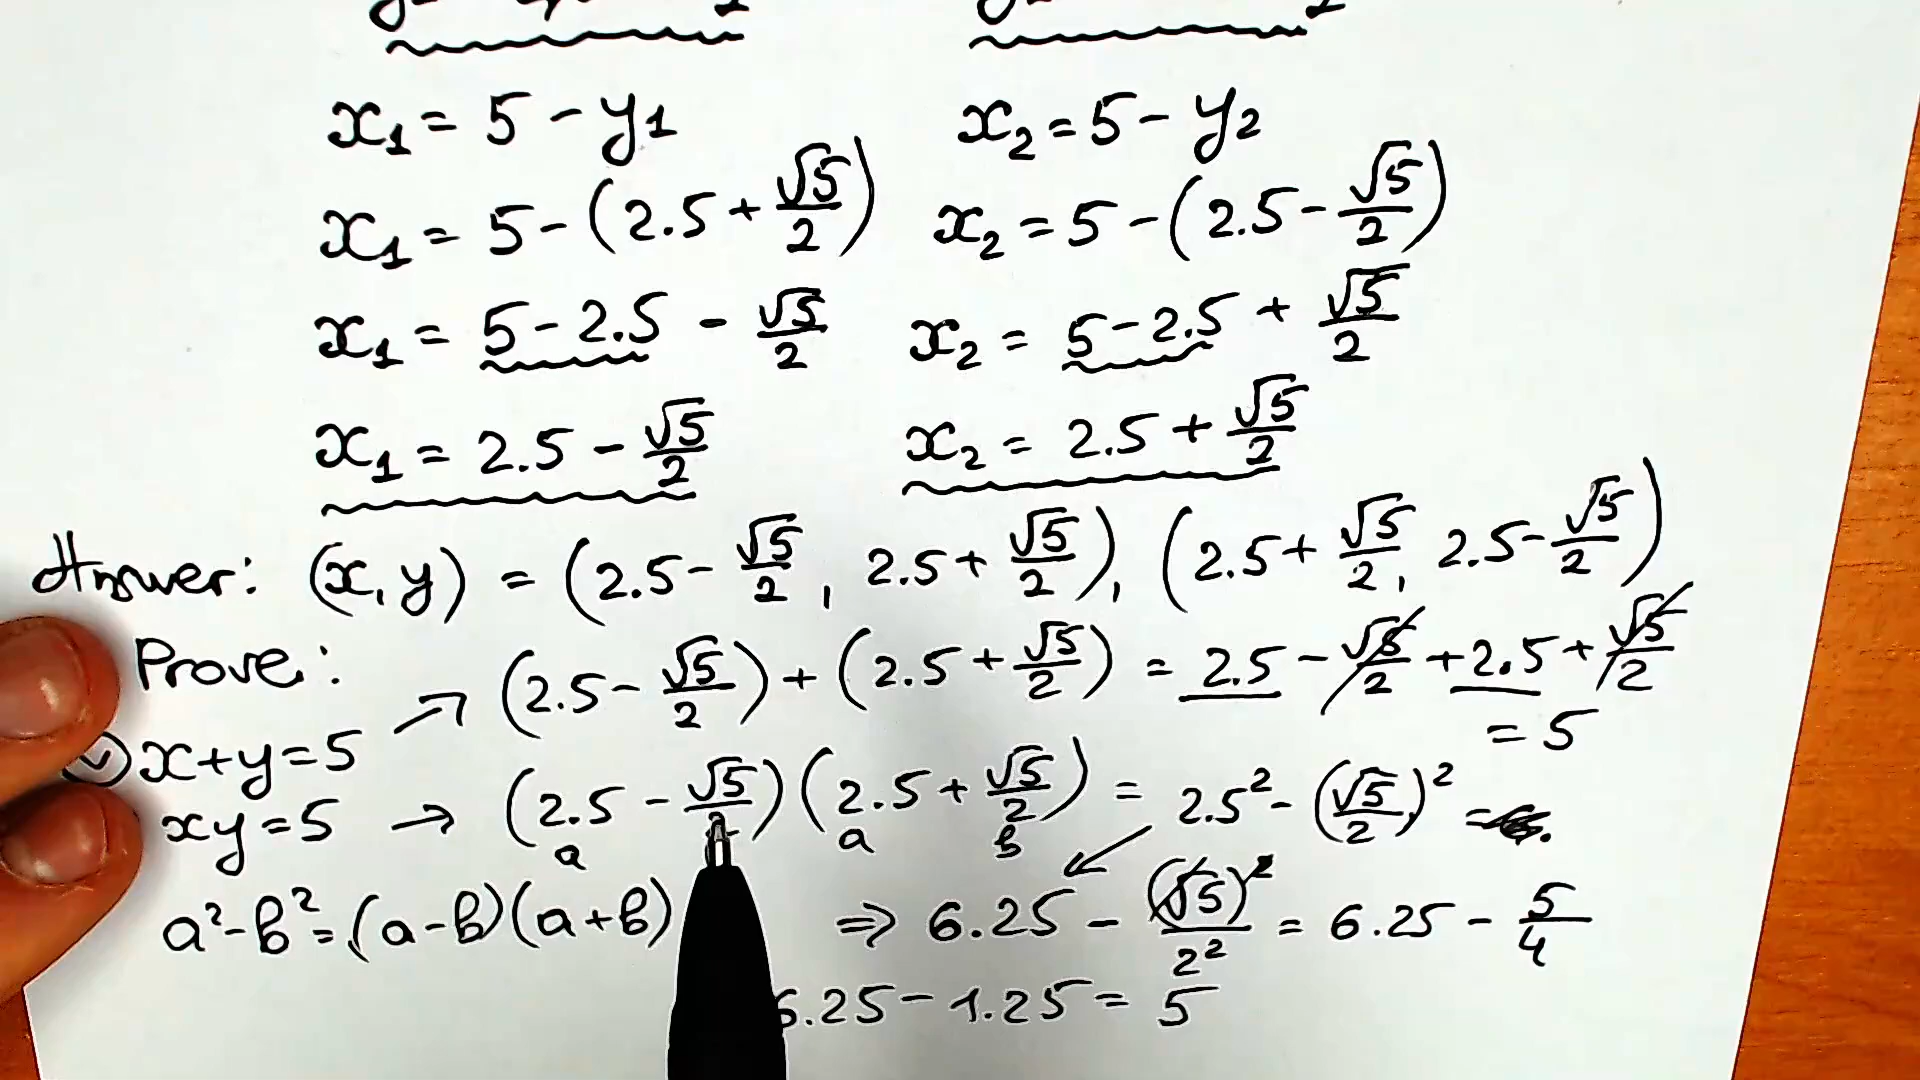 x₁ = 5 - y₁
x₂ = 5 - y₂
x₁ = 5 - (2.5 + √5/2)
x₂ = 5 - (2.5 - √5/2)
x₁ = 5 - 2.5 - √5/2
x₂ = 5 - 2.5 + √5/2
x₁ = 2.5 - √5/2
x₂ = 2.5 + √5/2
Answer: (x, y) = (2.5 - √5/2, 2.5 + √5/2), (2.5 + √5/2, 2.5 - √5/2)
Prove:
x+y=5 → (2.5 - √5/2) + (2.5 + √5/2) = 2.5 - √5/2 + 2.5 + √5/2
= 5
xy=5 → (2.5 - √5/2)(2.5 + √5/2) = 2.5² - (√5/2)² =
a a b
a² - b² = (a - b)(a + b)
⇒ 6.25 - (√5)²/2² = 6.25 - 5/4
6.25 - 1.25 = 5